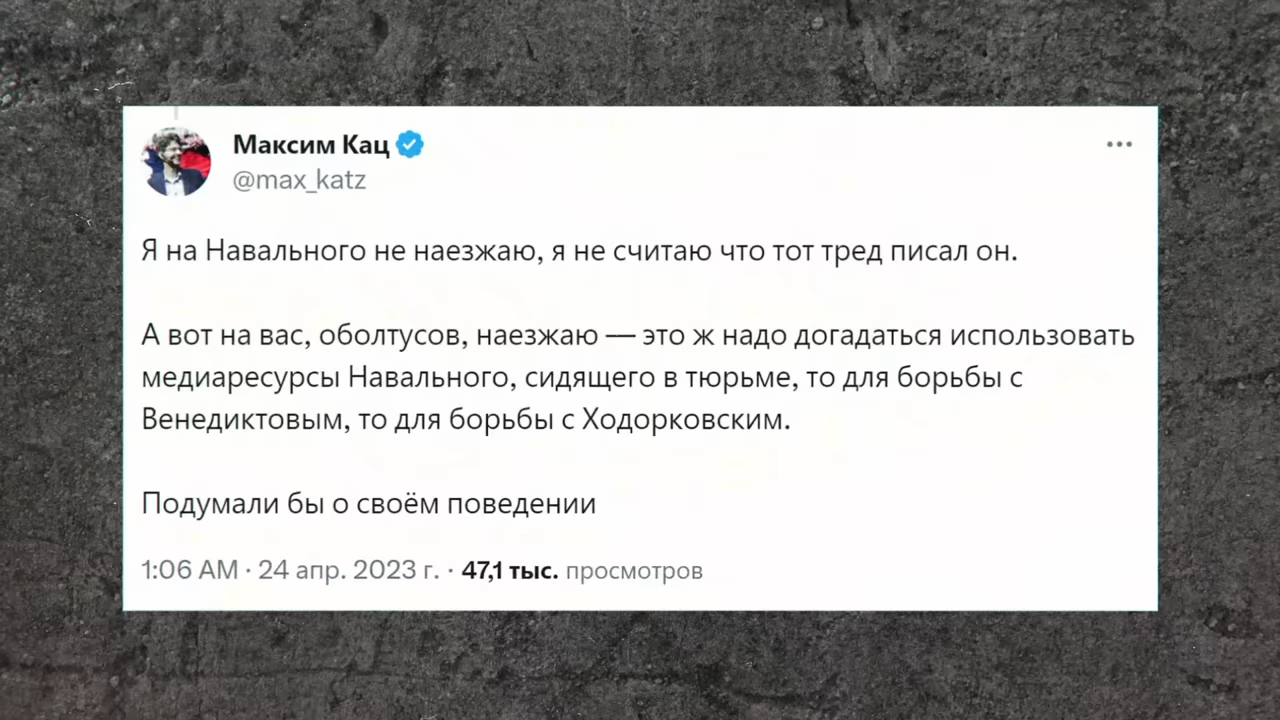 Максим Кац
@max_katz
Я на Навального не наезжаю, я не считаю что тот тред писал он.
А вот на вас, оболтусов, наезжаю — это ж надо догадаться использовать
медиаресурсы Навального, сидящего в тюрьме, то для борьбы с
Венедиктовым, то для борьбы с Ходорковским.
Подумали бы о своём поведении
1:06 AM · 24 апр. 2023 г. · 47,1 тыс. просмотров